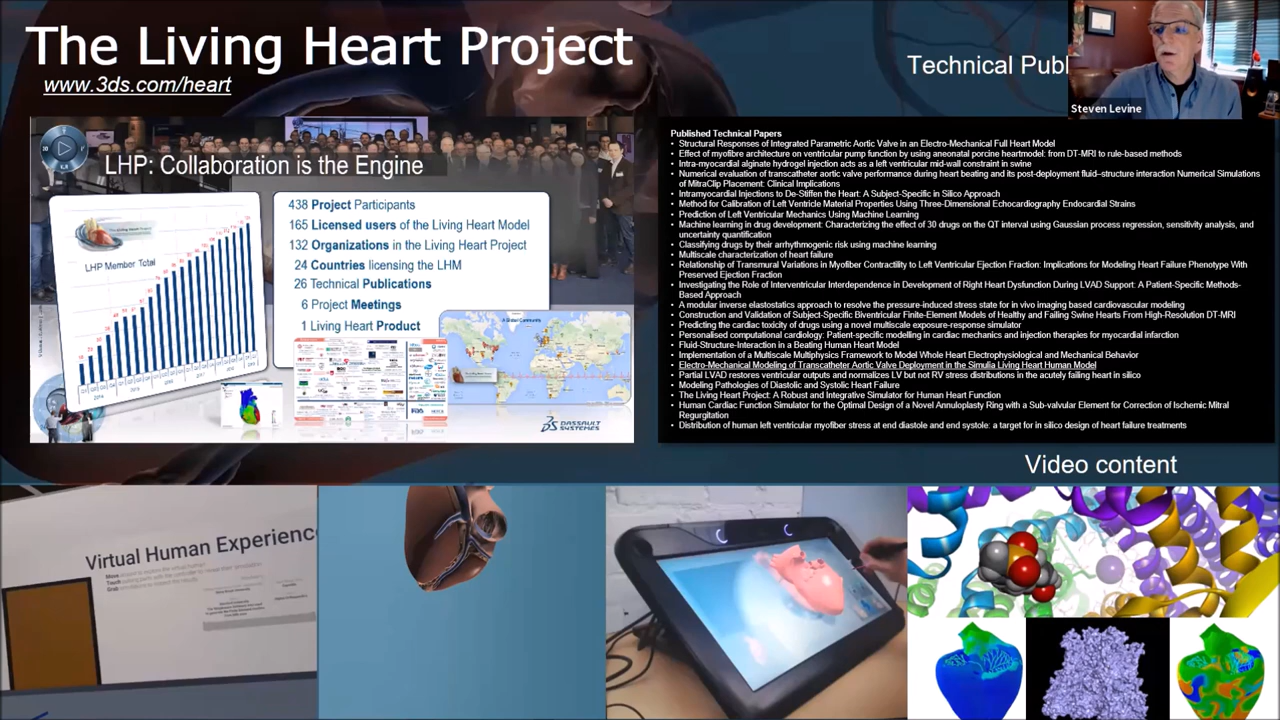 The Living Heart Project
www.3ds.com/heart
Technical Publ
Steven Levine
LHP: Collaboration is the Engine
LHP Member Total
438 Project Participants
165 Licensed users of the Living Heart Model
132 Organizations in the Living Heart Project
24 Countries licensing the LHM
26 Technical Publications
6 Project Meetings
1 Living Heart Product
A Global Community
DASSAULT
SYSTEMES
Published Technical Papers
• Structural Responses of Integrated Parametric Aortic Valve in an Electro-Mechanical Full Heart Model
• Effect of myofibre architecture on ventricular pump function by using aneonatal porcine heartmodel: from DT-MRI to rule-based methods
• Intra-myocardial alginate hydrogel injection acts as a left ventricular mid-wall constraint in swine
• Numerical evaluation of transcatheter aortic valve performance during heart beating and its post-deployment fluid–structure interaction Numerical Simulations
of MitraClip Placement: Clinical Implications
• Intramyocardial Injections to De-Stiffen the Heart: A Subject-Specific in Silico Approach
• Method for Calibration of Left Ventricle Material Properties Using Three-Dimensional Echocardiography Endocardial Strains
• Prediction of Left Ventricular Mechanics Using Machine Learning
• Machine learning in drug development: Characterizing the effect of 30 drugs on the QT interval using Gaussian process regression, sensitivity analysis, and
uncertainty quantification
• Classifying drugs by their arrhythmogenic risk using machine learning
• Multiscale characterization of heart failure
• Relationship of Transmural Variations in Myofiber Contractility to Left Ventricular Ejection Fraction: Implications for Modeling Heart Failure Phenotype With
Preserved Ejection Fraction
• Investigating the Role of Interventricular Interdependence in Development of Right Heart Dysfunction During LVAD Support: A Patient-Specific Methods-
Based Approach
• A modular inverse elastostatics approach to resolve the pressure-induced stress state for in vivo imaging based cardiovascular modeling
• Construction and Validation of Subject-Specific Biventricular Finite-Element Models of Healthy and Failing Swine Hearts From High-Resolution DT-MRI
• Predicting the cardiac toxicity of drugs using a novel multiscale exposure-response simulator
• Personalised computational cardiology: Patient-specific modelling in cardiac mechanics and injection therapies for myocardial infarction
• Fluid-Structure-Interaction in a Beating Human Heart Model
• Implementation of a Multiscale Multiphysics Framework to Model Whole Heart Electrophysiological and Mechanical Behavior
• Electro-Mechanical Modeling of Transcatheter Aortic Valve Deployment in the Simulia Living Heart Human Model
• Partial LVAD restores ventricular outputs and normalizes LV but not RV stress distributions in the acutely failing heart in silico
• Modeling Pathologies of Diastolic and Systolic Heart Failure
• The Living Heart Project: A Robust and Integrative Simulator for Human Heart Function
• Human Cardiac Function Simulator for the Optimal Design of a Novel Annuloplasty Ring with a Sub-valvular Element for Correction of Ischemic Mitral
Regurgitation
• Distribution of human left ventricular myofiber stress at end diastole and end systole: a target for in silico design of heart failure treatments
Video content
Virtual Human Experienc